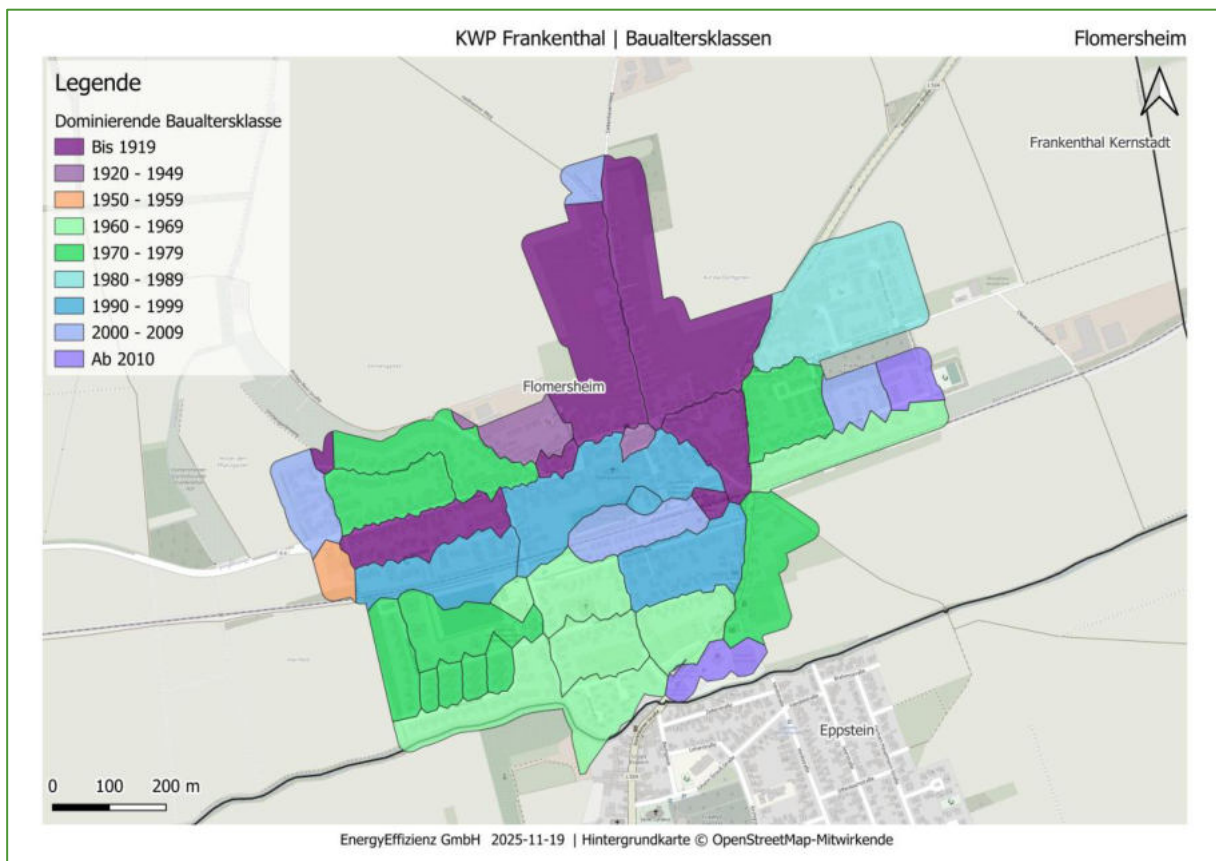 KWP Frankenthal | Baualtersklassen
Flomersheim
Legende
Dominierende Baualtersklasse
Bis 1919
1920 - 1949
1950 - 1959
1960 - 1969
1970 - 1979
1980 - 1989
1990 - 1999
2000 - 2009
Ab 2010
Frankenthal Kernstadt
Flomersheim
Eppstein
0 100 200 m
EnergyEffizienz GmbH 2025-11-19 | Hintergrundkarte © OpenStreetMap-Mitwirkende